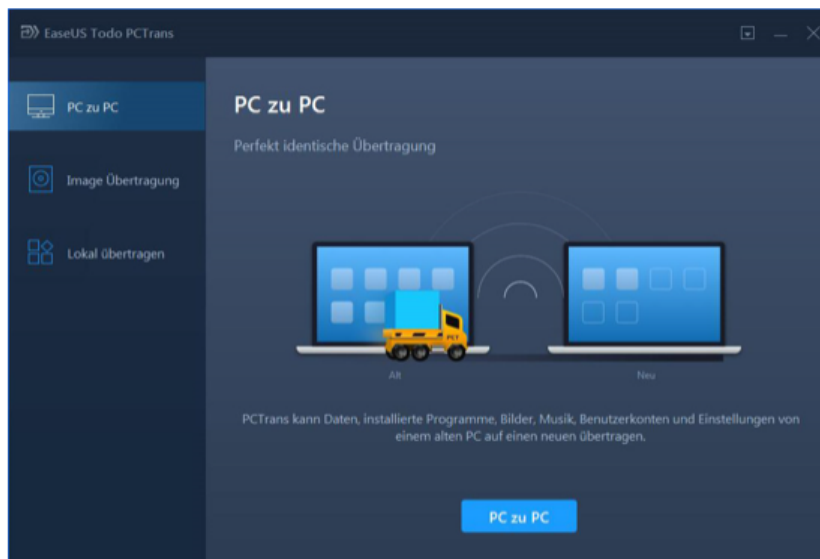 EaseUS Todo PCTrans
PC zu PC
Image Übertragung
Lokal übertragen
PC zu PC
Perfekt identische Übertragung
PCT
Alt
Neu
PCTrans kann Daten, installierte Programme, Bilder, Musik, Benutzerkonten und Einstellungen von
einem alten PC auf einen neuen übertragen.
PC zu PC